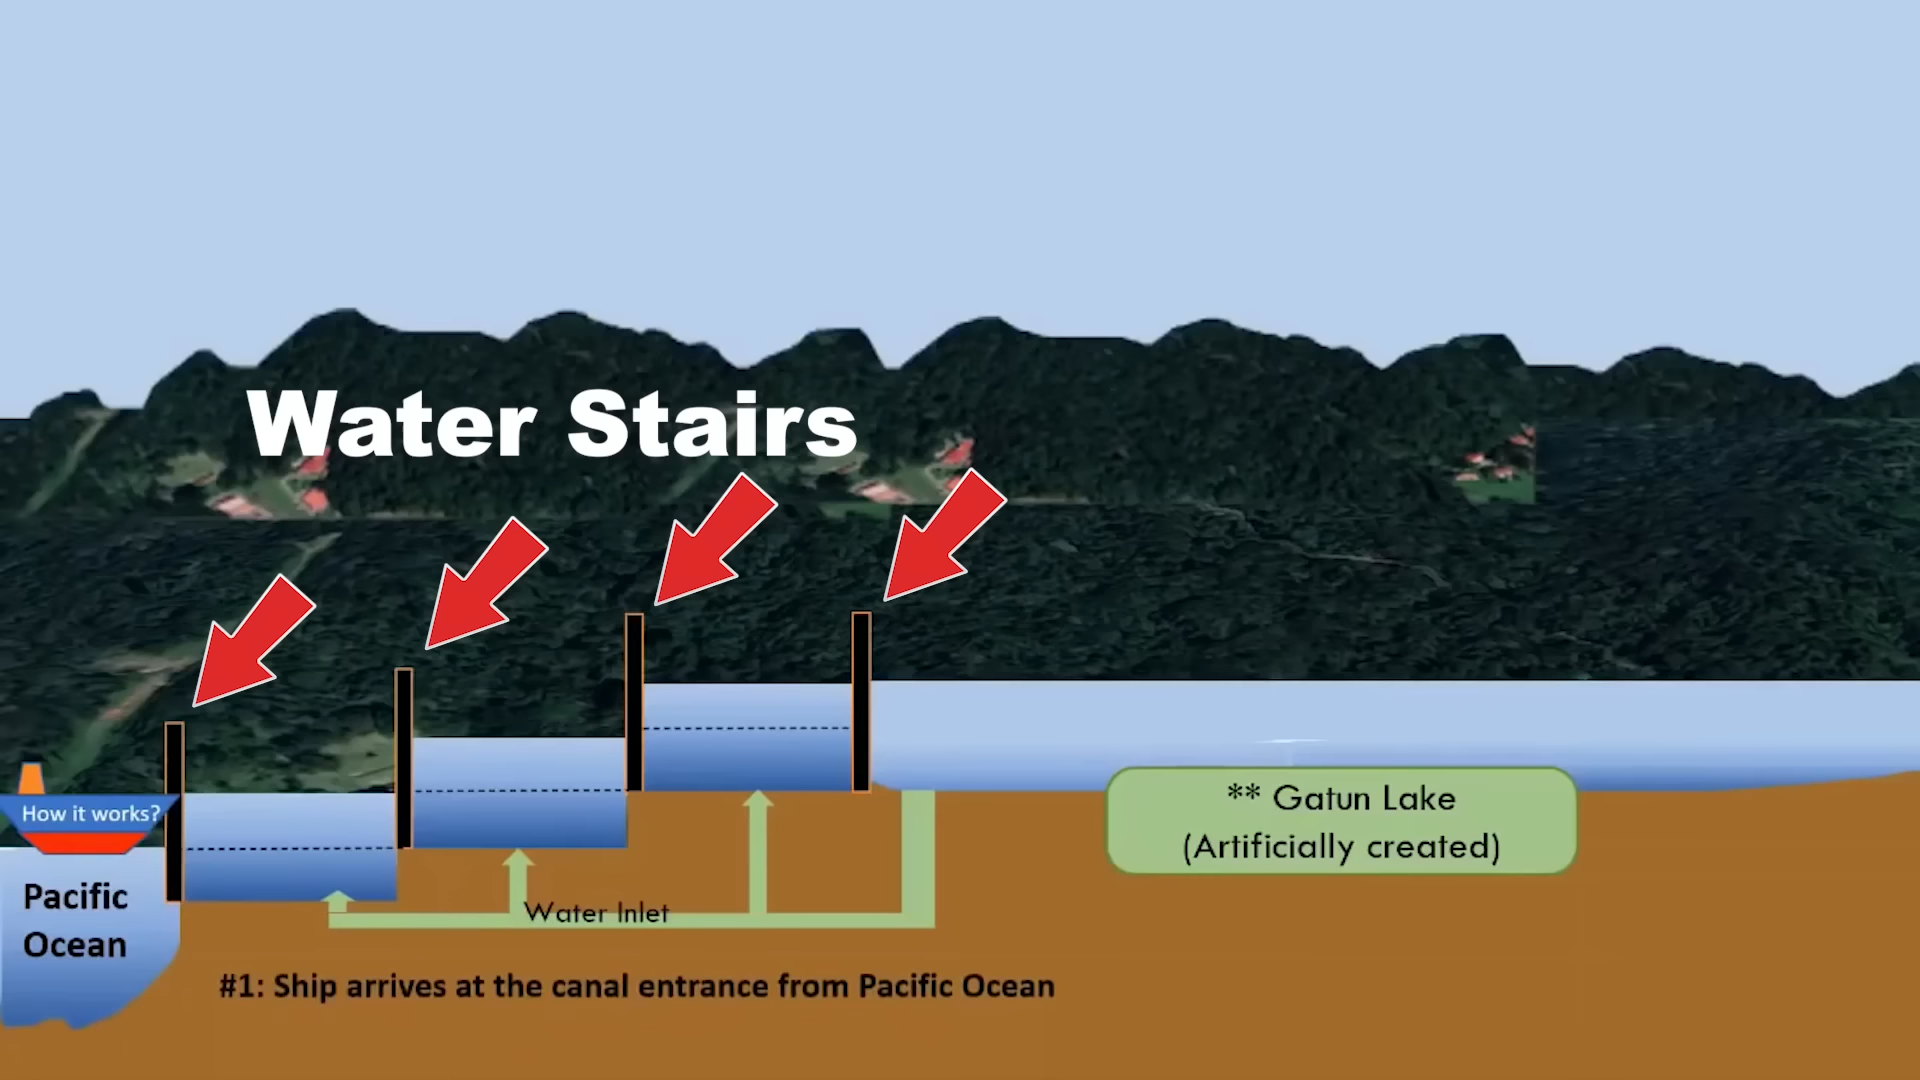 Water Stairs
How it works?
Pacific
Ocean
Water Inlet
** Gatun Lake
(Artificially created)
#1: Ship arrives at the canal entrance from Pacific Ocean